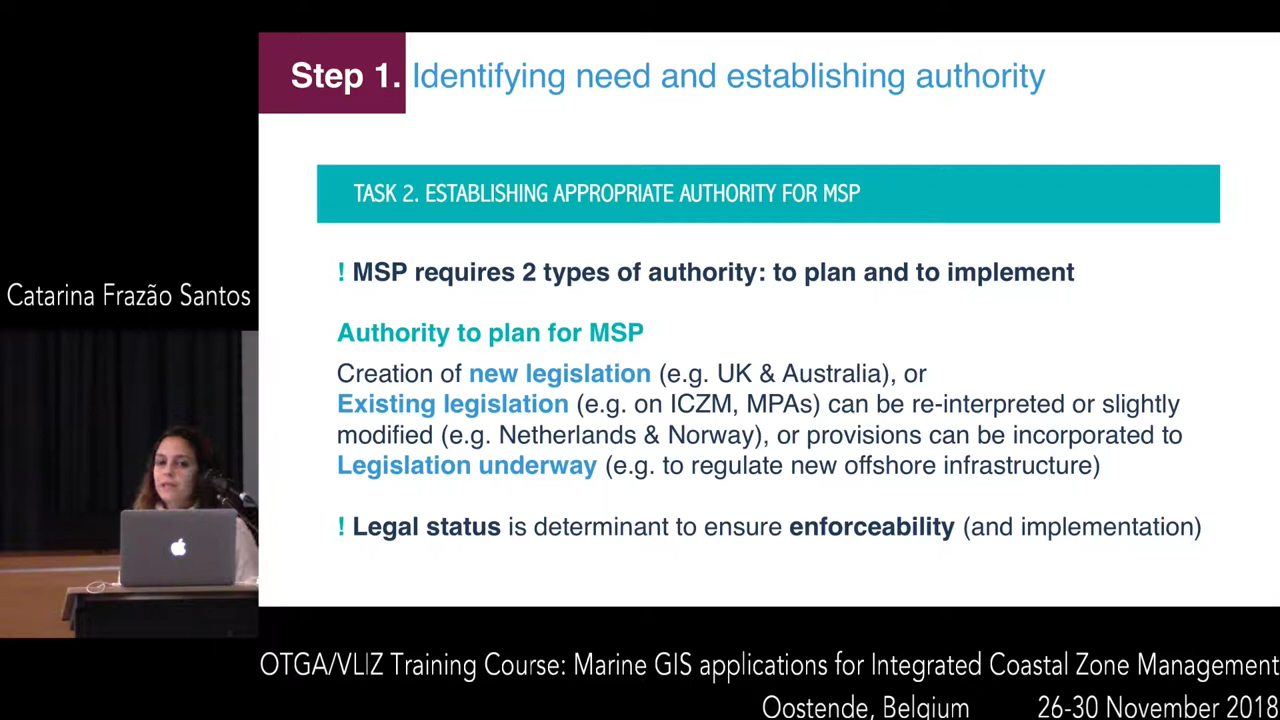 Step 1. Identifying need and establishing authority
TASK 2. ESTABLISHING APPROPRIATE AUTHORITY FOR MSP
! MSP requires 2 types of authority: to plan and to implement
Catarina Frazão Santos
Authority to plan for MSP
Creation of new legislation (e.g. UK & Australia), or
Existing legislation (e.g. on ICZM, MPAs) can be re-interpreted or slightly
modified (e.g. Netherlands & Norway), or provisions can be incorporated to
Legislation underway (e.g. to regulate new offshore infrastructure)
! Legal status is determinant to ensure enforceability (and implementation)
OTGA/VLIZ Training Course: Marine GIS applications for Integrated Coastal Zone Management
Oostende, Belgium 26-30 November 2018